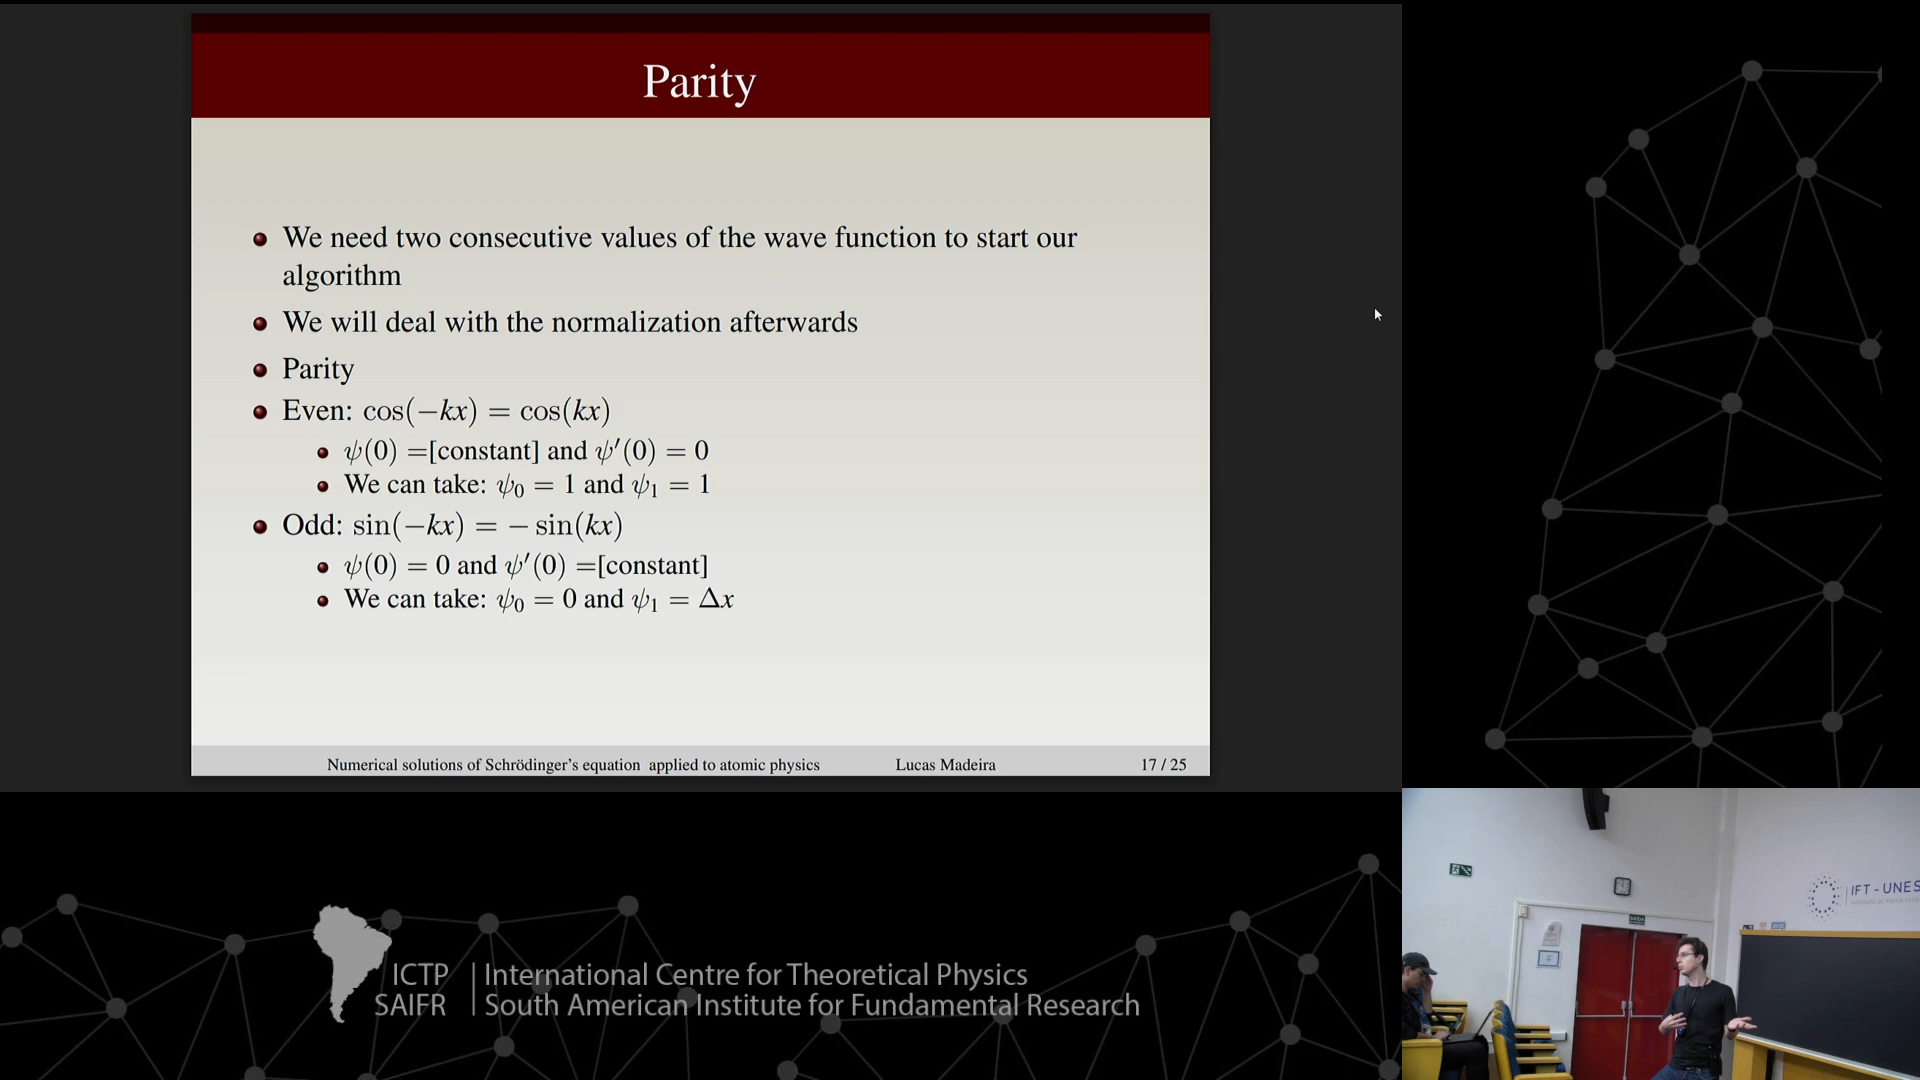 Parity
We need two consecutive values of the wave function to start our
algorithm
We will deal with the normalization afterwards
Parity
Even: cos(−kx) = cos(kx)
ψ(0) =[constant] and ψ′(0) = 0
We can take: ψ₀ = 1 and ψ₁ = 1
Odd: sin(−kx) = − sin(kx)
ψ(0) = 0 and ψ′(0) =[constant]
We can take: ψ₀ = 0 and ψ₁ = Δx
Numerical solutions of Schrödinger's equation applied to atomic physics Lucas Madeira 17 / 25
ICTP | International Centre for Theoretical Physics
SAIFR | South American Institute for Fundamental Research
IFT - UNES